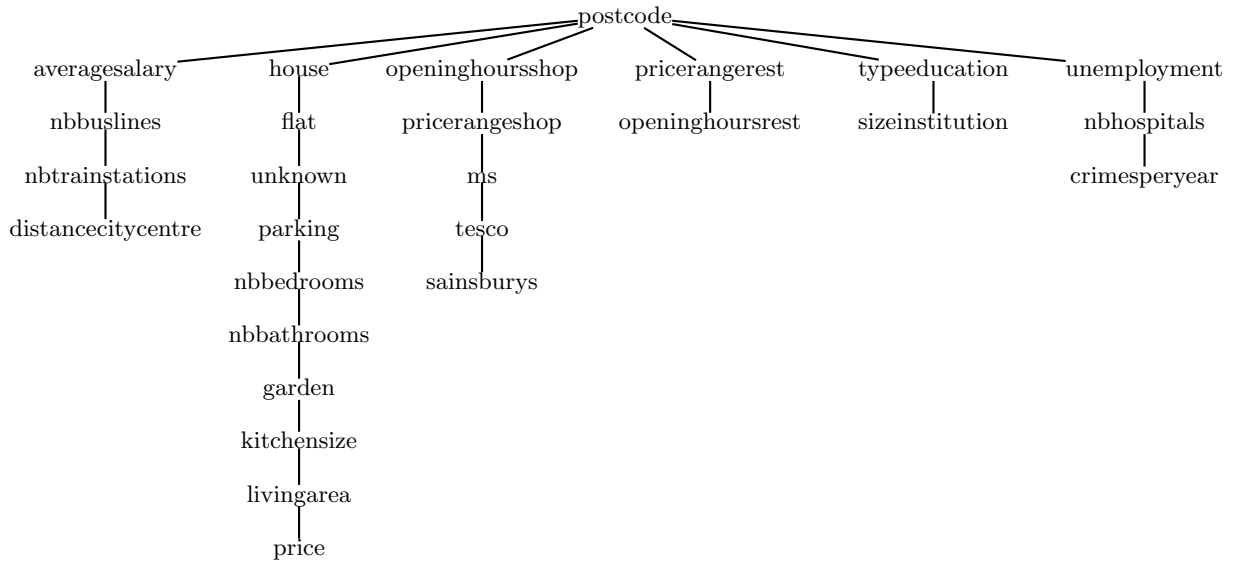 postcode
averagesalary house openinghoursshop pricerangerest typeeducation unemployment
nbbuslines flat pricerangeshop openinghoursrest sizeinstitution nbhospitals
nbtrainstations unknown ms crimesperyear
distancecitycentre parking tesco
nbbedrooms sainsburys
nbbathrooms
garden
kitchensize
livingarea
price